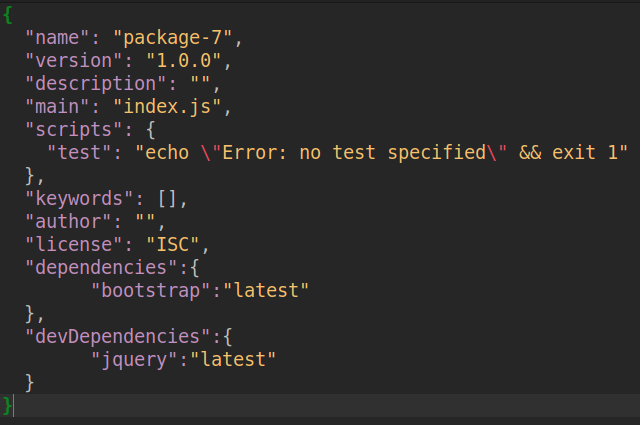 {
  "name": "package-7",
  "version": "1.0.0",
  "description": "",
  "main": "index.js",
  "scripts": {
    "test": "echo \"Error: no test specified\" && exit 1"
  },
  "keywords": [],
  "author": "",
  "license": "ISC",
  "dependencies":{
        "bootstrap":"latest"
  },
  "devDependencies":{
        "jquery":"latest"
  }
}